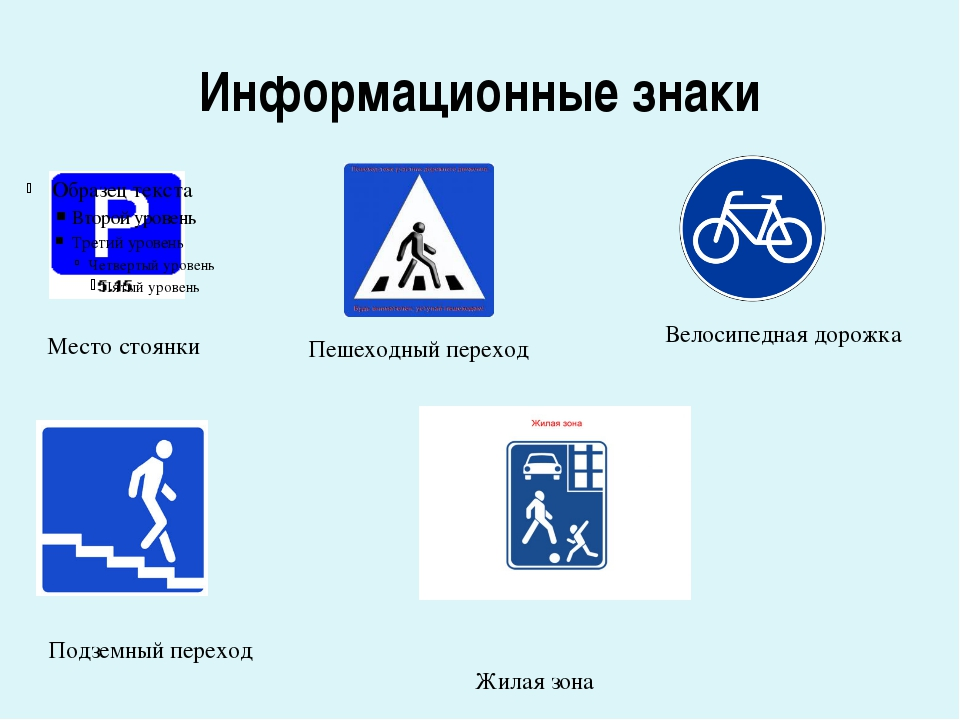 Информационные знаки
Образец текста
Второй уровень
Третий уровень
Четвертый уровень
Пятый уровень
P
5.15
Место стоянки
Пешеходный переход
Велосипедная дорожка
Жилая зона
Подземный переход
Жилая зона